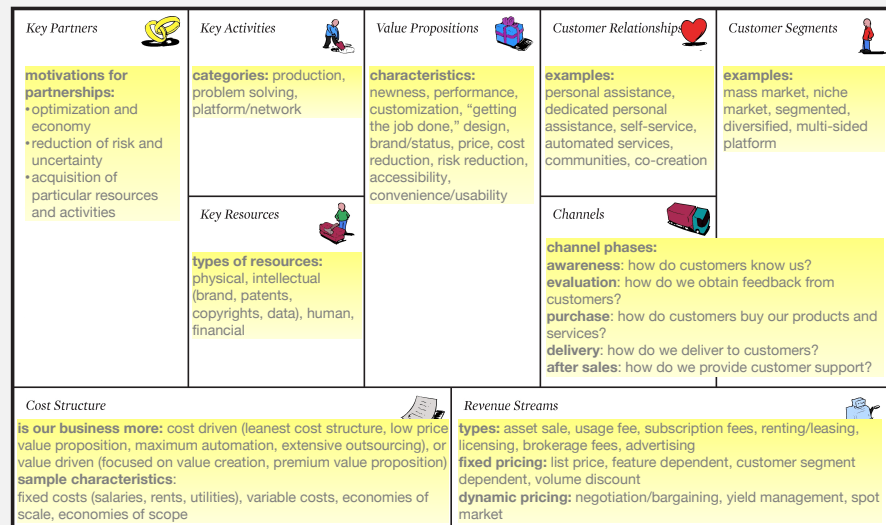 Key Partners
motivations for
partnerships:
•optimization and
economy
•reduction of risk and
uncertainty
•acquisition of
particular resources
and activities
Key Activities
categories: production,
problem solving,
platform/network
Key Resources
types of resources:
physical, intellectual
(brand, patents,
copyrights, data), human,
financial
Value Propositions
characteristics:
newness, performance,
customization, “getting
the job done,” design,
brand/status, price, cost
reduction, risk reduction,
accessibility,
convenience/usability
Customer Relationships
examples:
personal assistance,
dedicated personal
assistance, self-service,
automated services,
communities, co-creation
Channels
channel phases:
awareness: how do customers know us?
evaluation: how do we obtain feedback from
customers?
purchase: how do customers buy our products and
services?
delivery: how do we deliver to customers?
after sales: how do we provide customer support?
Customer Segments
examples:
mass market, niche
market, segmented,
diversified, multi-sided
platform
Cost Structure
is our business more: cost driven (leanest cost structure, low price
value proposition, maximum automation, extensive outsourcing), or
value driven (focused on value creation, premium value proposition)
sample characteristics:
fixed costs (salaries, rents, utilities), variable costs, economies of
scale, economies of scope
Revenue Streams
types: asset sale, usage fee, subscription fees, renting/leasing,
licensing, brokerage fees, advertising
fixed pricing: list price, feature dependent, customer segment
dependent, volume discount
dynamic pricing: negotiation/bargaining, yield management, spot
market